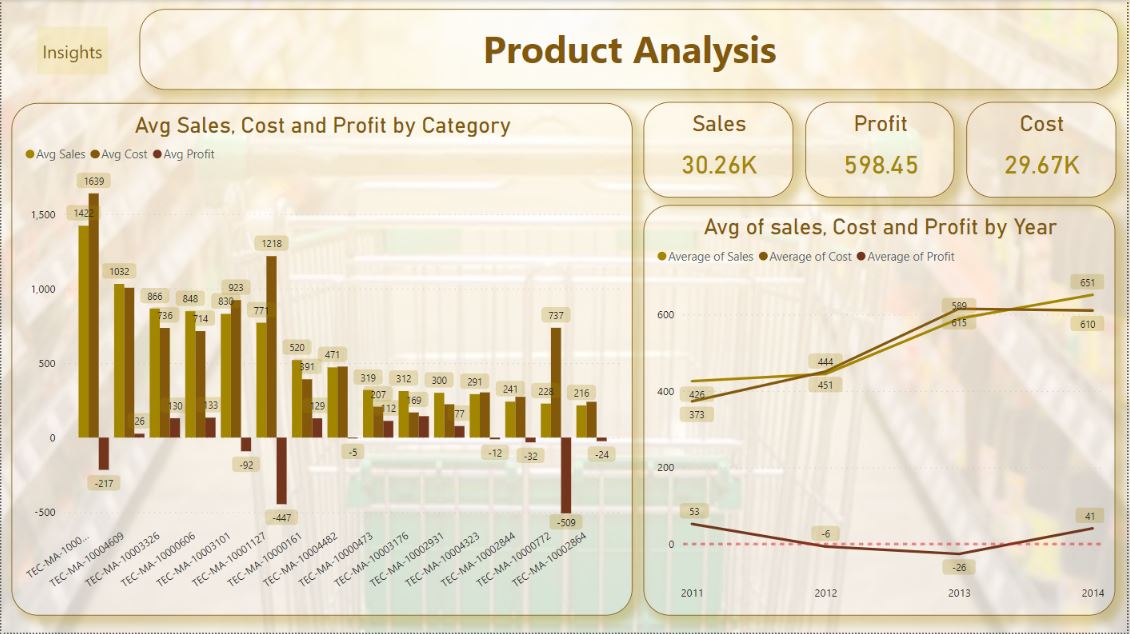 Insights
Product Analysis
Avg Sales, Cost and Profit by Category
Avg Sales Avg Cost Avg Profit
1,500
1,000
500
0
-500
1422
1639
-217
1032
26
866
736
130
848
714
133
830
923
-92
771
1218
-447
520
391
129
471
-5
319
207
112
312
169
300
77
291
-12
241
-32
228
737
-509
216
-24
TEC-MA-1000...
TEC-MA-10004609
TEC-MA-10003326
TEC-MA-10000606
TEC-MA-10003101
TEC-MA-10001127
TEC-MA-10000161
TEC-MA-10004482
TEC-MA-10000473
TEC-MA-10003176
TEC-MA-10002931
TEC-MA-10004323
TEC-MA-10002844
TEC-MA-10000772
TEC-MA-10002864
Sales
30.26K
Profit
598.45
Cost
29.67K
Avg of sales, Cost and Profit by Year
Average of Sales Average of Cost Average of Profit
600
400
200
0
426
373
444
451
589
615
651
610
53
-6
-26
41
2011 2012 2013 2014